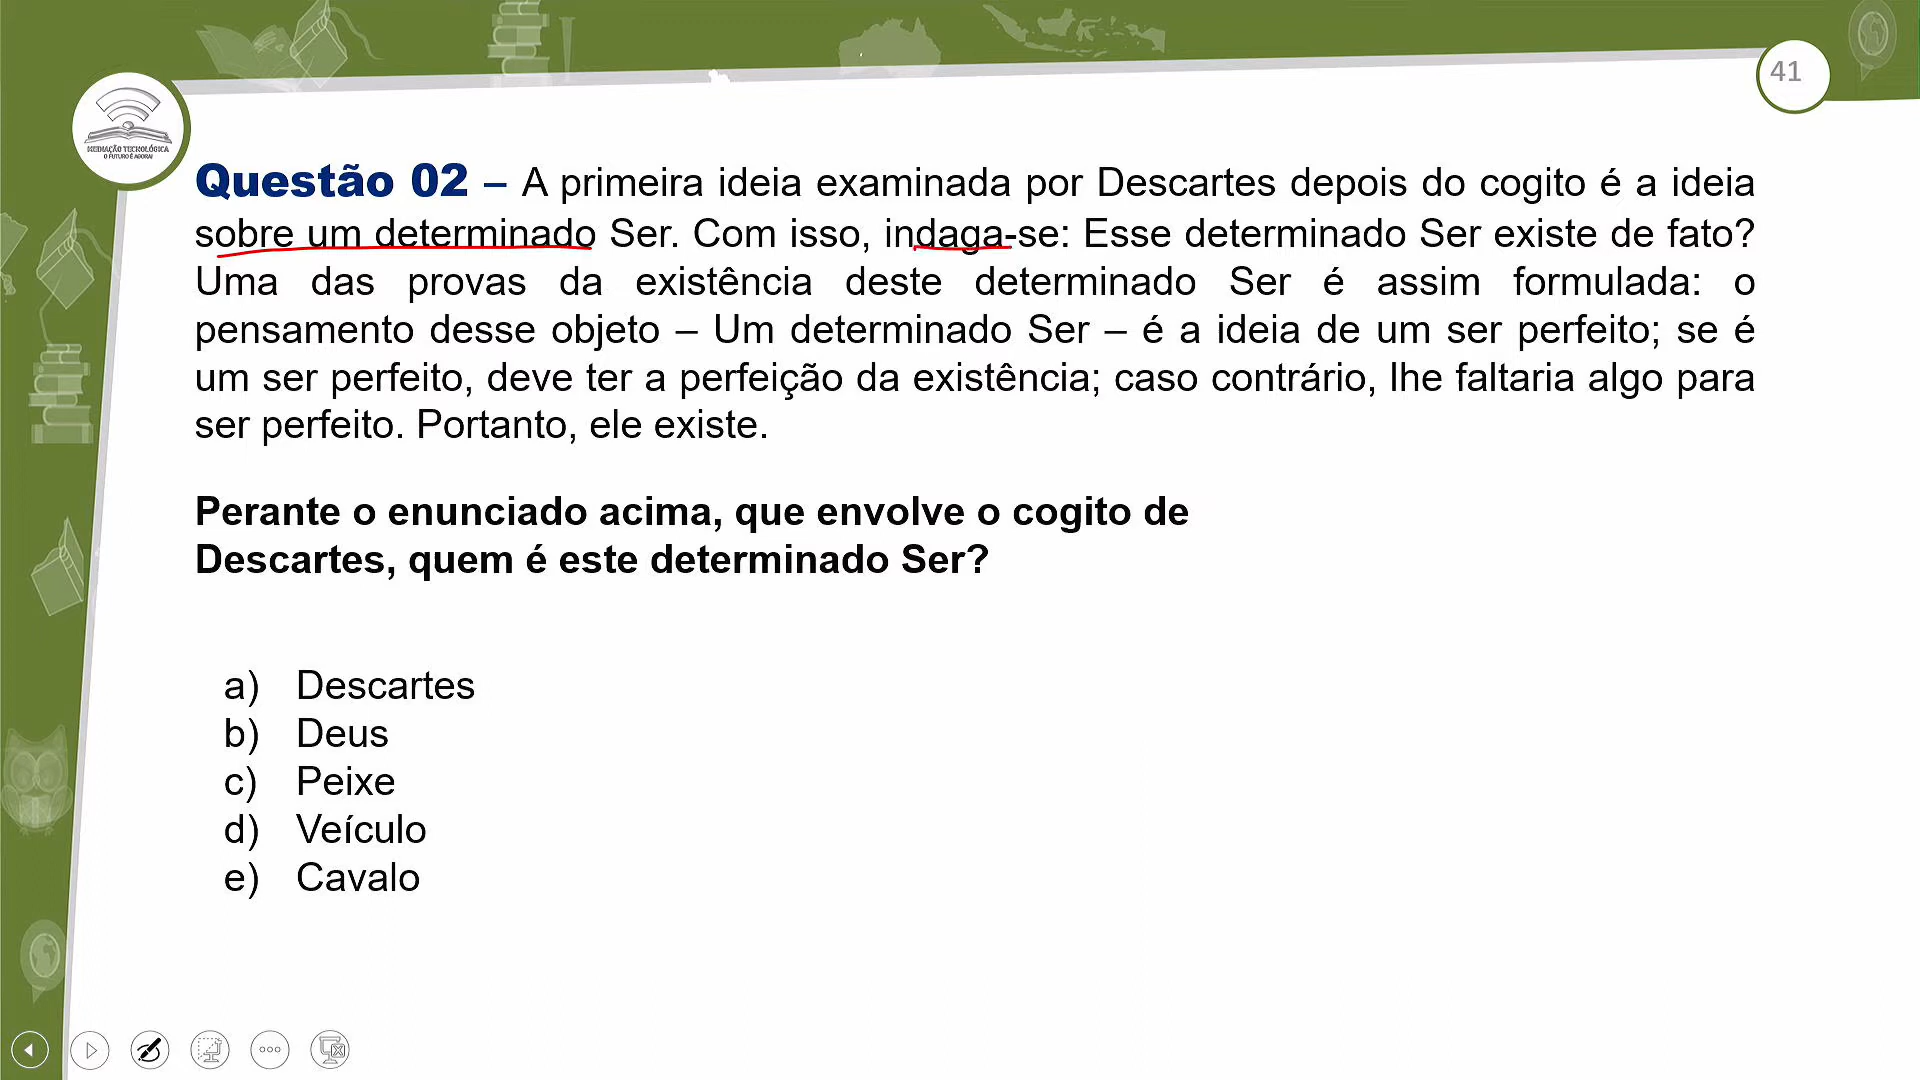 41
MEDIAÇÃO TECNOLÓGICA
O FUTURO É AGORA!
Questão 02 – A primeira ideia examinada por Descartes depois do cogito é a ideia
sobre um determinado Ser. Com isso, indaga-se: Esse determinado Ser existe de fato?
Uma das provas da existência deste determinado Ser é assim formulada: o
pensamento desse objeto – Um determinado Ser – é a ideia de um ser perfeito; se é
um ser perfeito, deve ter a perfeição da existência; caso contrário, lhe faltaria algo para
ser perfeito. Portanto, ele existe.
Perante o enunciado acima, que envolve o cogito de
Descartes, quem é este determinado Ser?
a) Descartes
b) Deus
c) Peixe
d) Veículo
e) Cavalo